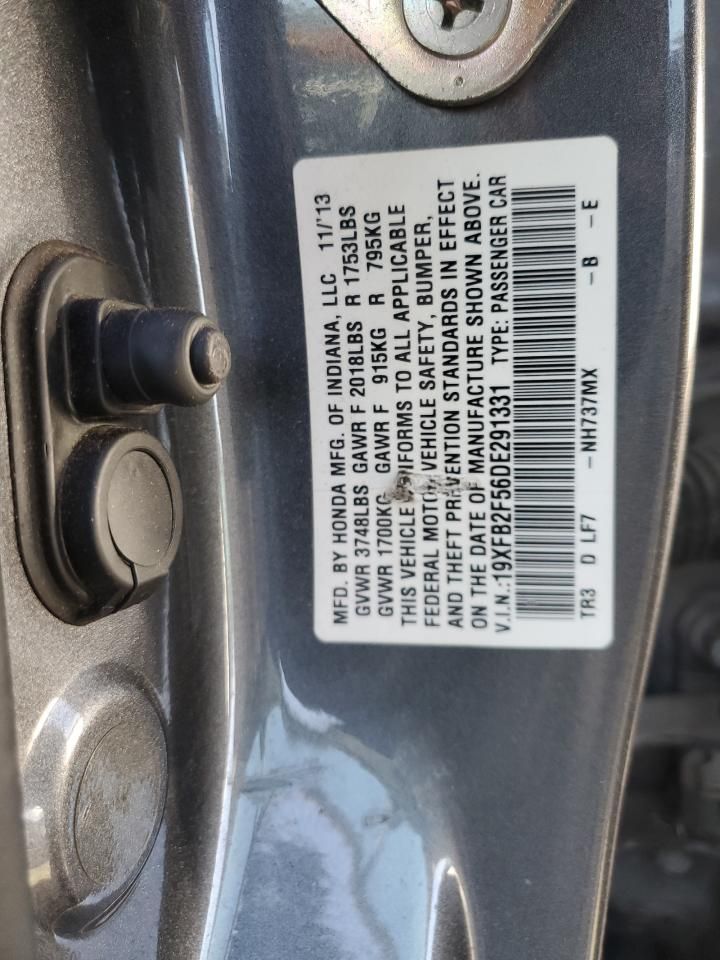 MFD. BY HONDA MFG. OF INDIANA, LLC 11/'13
GVWR 3748LBS GAWR F 2018LBS R 1753LBS
GVWR 1700KG GAWR F 915KG R 795KG
THIS VEHICLE CONFORMS TO ALL APPLICABLE
FEDERAL MOTOR VEHICLE SAFETY, BUMPER,
AND THEFT PREVENTION STANDARDS IN EFFECT
ON THE DATE OF MANUFACTURE SHOWN ABOVE.
V.I.N.:19XFB2F56DE291331 TYPE: PASSENGER CAR
TR3 D LF7 -NH737MX -B -E